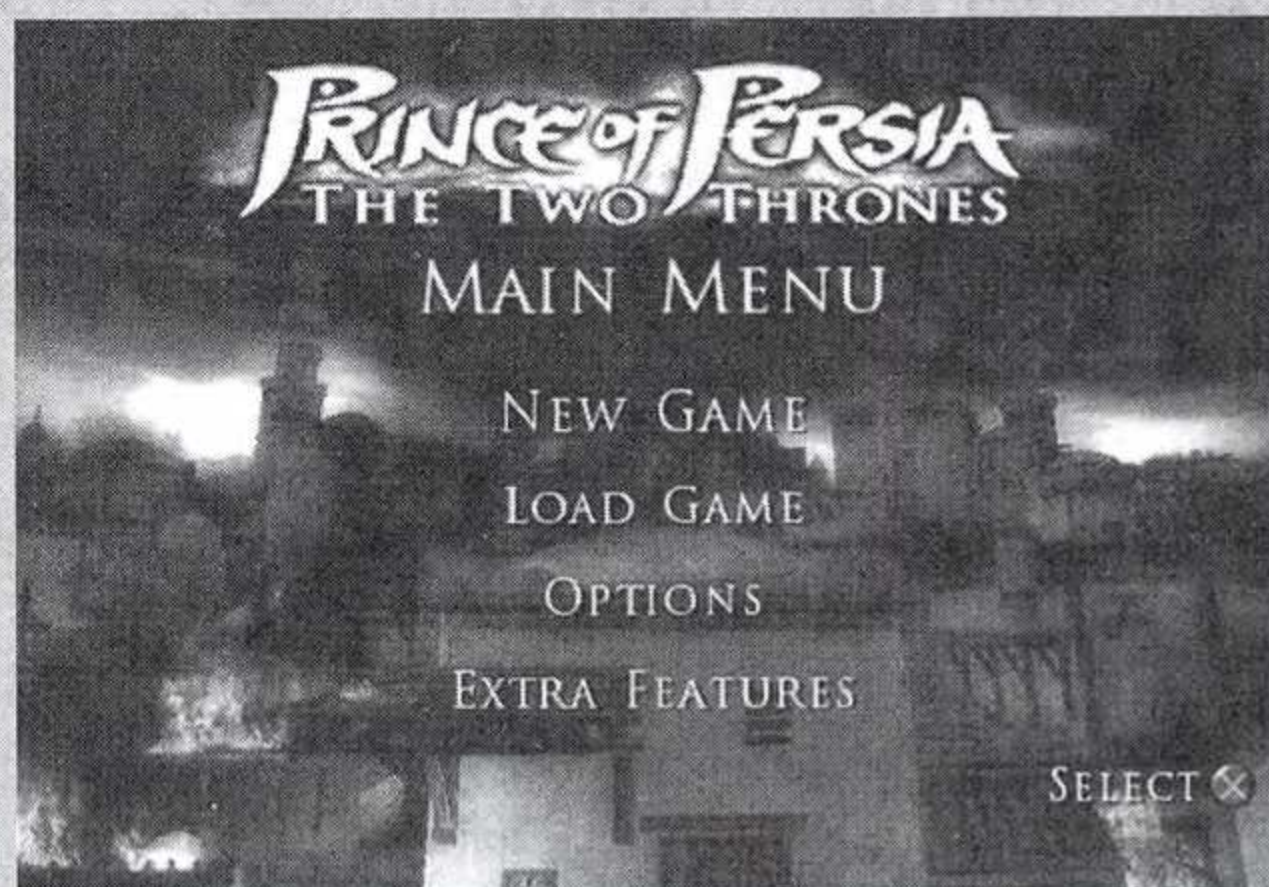 PRINCE OF PERSIA
THE TWO THRONES
MAIN MENU
NEW GAME
LOAD GAME
OPTIONS
EXTRA FEATURES
SELECT